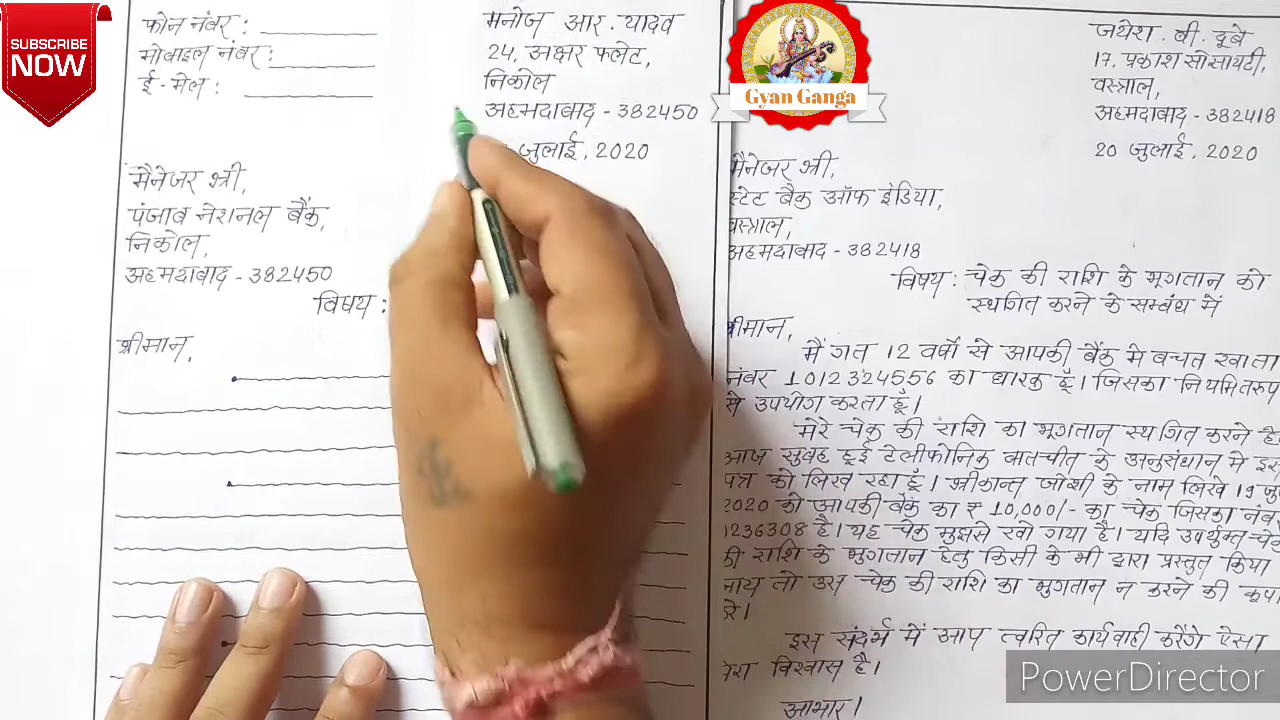 SUBSCRIBE
NOW
फोन नंबर :
मोबाइल नंबर :
ई - मेल :
मनोज आर. यादव
24, अक्षर फ्लेट,
निकोल
अहमदाबाद - 382450
जुलाई, 2020
मैनेजर श्री,
पंजाब नेशनल बैंक,
निकोल,
अहमदाबाद - 382450
विषय :
श्रीमान,
Gyan Ganga
जयेश. वी. दूबे
17, प्रकाश सोसायटी,
वस्त्राल,
अहमदाबाद - 382418
20 जुलाई, 2020
मैनेजर श्री,
स्टेट बैंक ऑफ इंडिया,
वस्त्राल,
अहमदाबाद - 382418
विषय : चेक की राशि के भूगतान को
स्थगित करने के सम्बंध में
श्रीमान,
मैं गत 12 वर्षों से आपकी बैंक मे बचत खाता
नंबर 1012324556 का धारक हूँ। जिसका नियमितरुप
से उपयोग करता हूँ।
मेरे चेक की राशि का भूगतान स्थगित करने हे
आज सुबह हुई टेलीफोनिक बातचीत के अनुसंधान मे इस
पत्र को लिख रहा हूँ। श्रीकान्त जोशी के नाम लिखे 19 जु
2020 को आपकी बैंक का ₹ 10,000/- का चेक जिसका नंबर
1236308 है। यह चेक मुझसे खो गया है। यदि उपर्युक्त चेक
की राशि के भुगतान हेतु किसी के भी द्वारा प्रस्तुत किया
जाय तो उस चेक की राशि का भुगतान न करने की कृपा
रे।
इस संदर्भ में आप त्वरित कार्यवाही करेंगे ऐसा
मेरा विश्वास है।
आभार।
PowerDirector